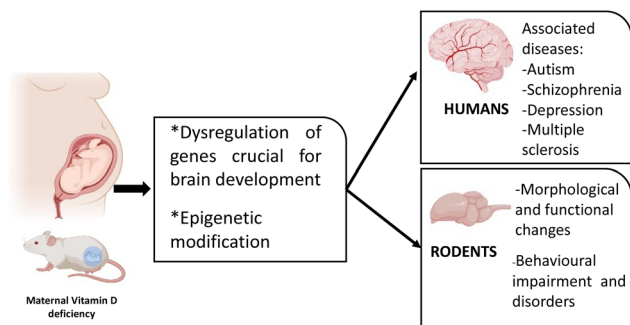 Maternal Vitamin D
deficiency
*Dysregulation of
genes crucial for
brain development
*Epigenetic
modification
HUMANS
Associated
diseases:
-Autism
-Schizophrenia
-Depression
-Multiple
sclerosis
RODENTS
-Morphological
and functional
changes
-Behavioural
impairment and
disorders